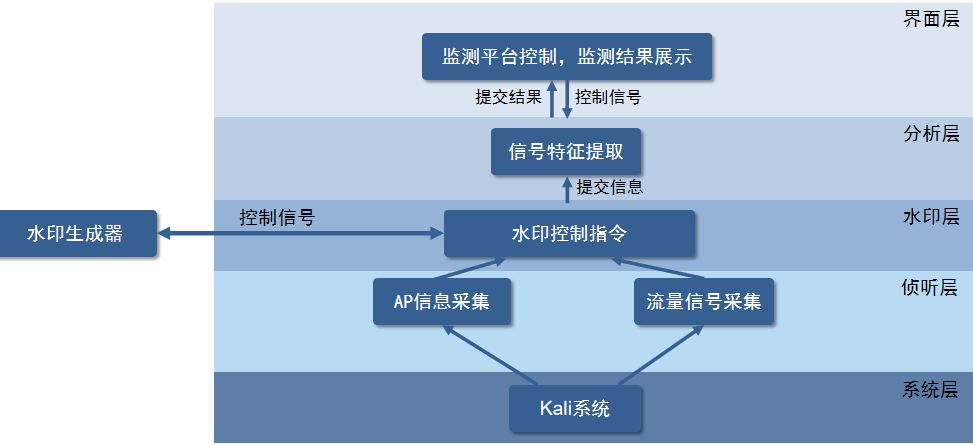 界面层
监测平台控制，监测结果展示
提交结果
控制信号
分析层
信号特征提取
提交信息
水印层
控制信号
水印生成器
水印控制指令
侦听层
AP信息采集
流量信号采集
系统层
Kali系统